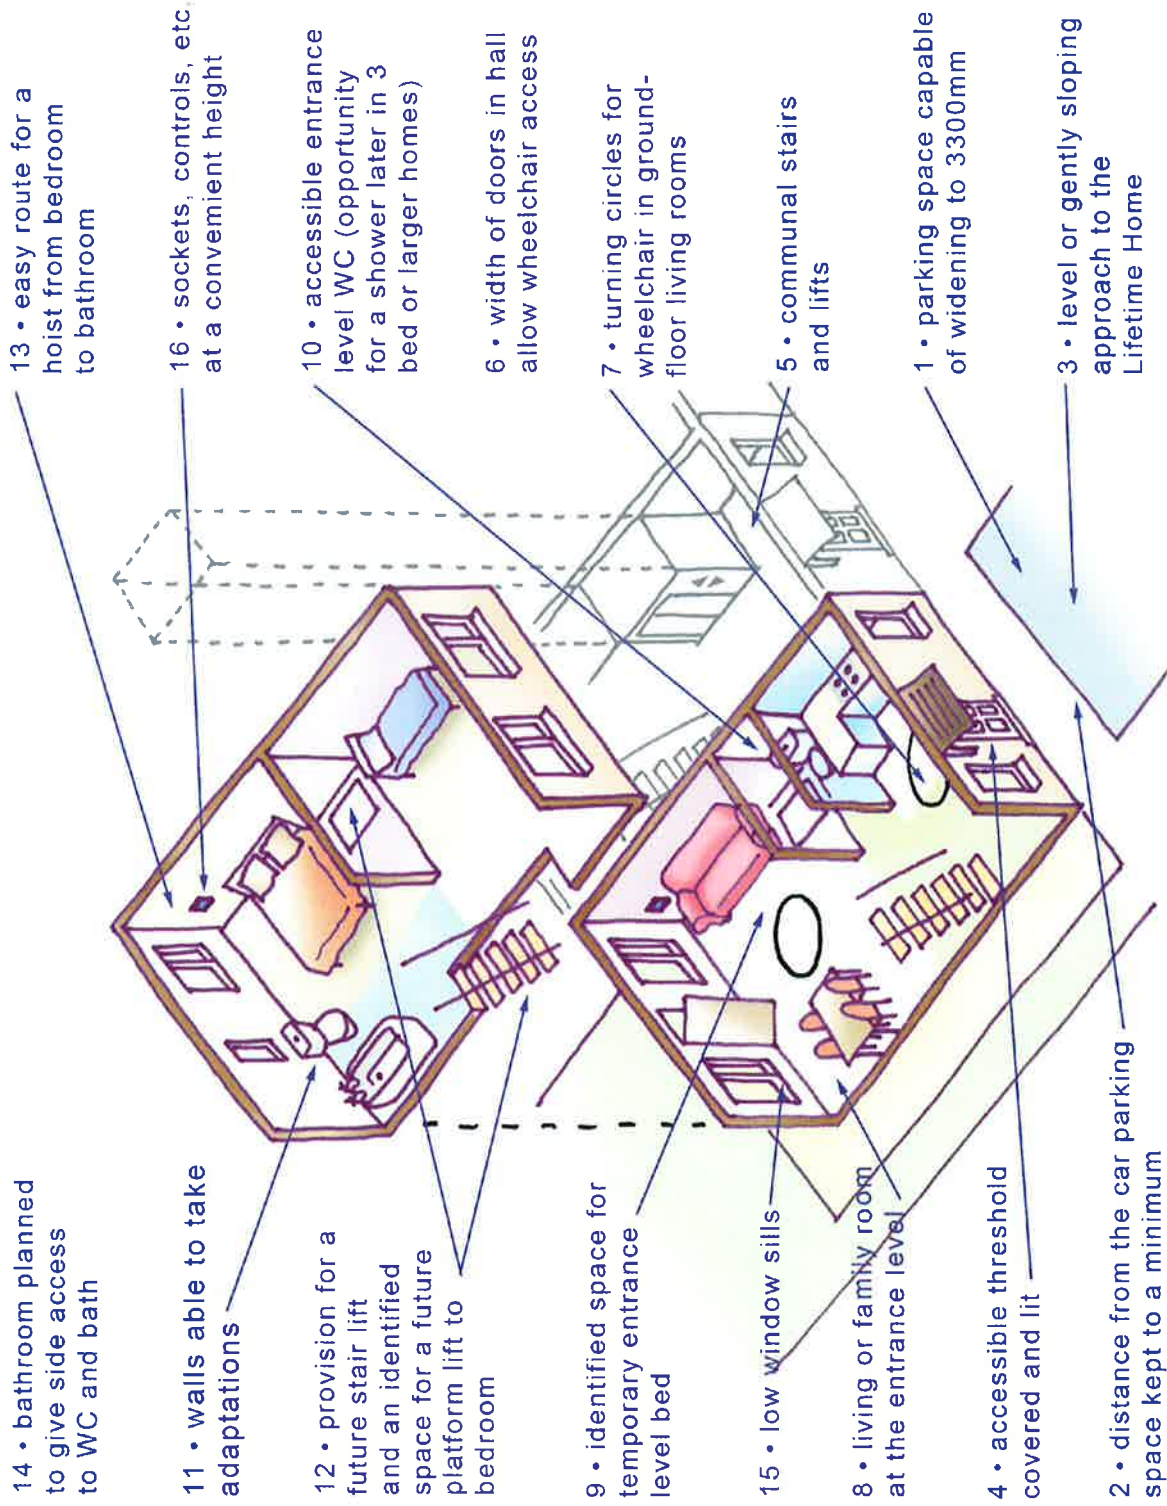 14 • bathroom planned
to give side access
to WC and bath
11 • walls able to take
adaptations
12 • provision for a
future stair lift
and an identified
space for a future
platform lift to
bedroom
9 • identified space for
temporary entrance
level bed
15 • low window sills
8 • living or family room
at the entrance level
4 • accessible threshold
covered and lit
2 • distance from the car parking
space kept to a minimum
13 • easy route for a
hoist from bedroom
to bathroom
16 • sockets, controls, etc.
at a convenient height
10 • accessible entrance
level WC (opportunity
for a shower later in 3
bed or larger homes)
6 • width of doors in hall
allow wheelchair access
7 • turning circles for
wheelchair in ground-
floor living rooms
5 • communal stairs
and lifts
1 • parking space capable
of widening to 3300mm
3 • level or gently sloping
approach to the
Lifetime Home